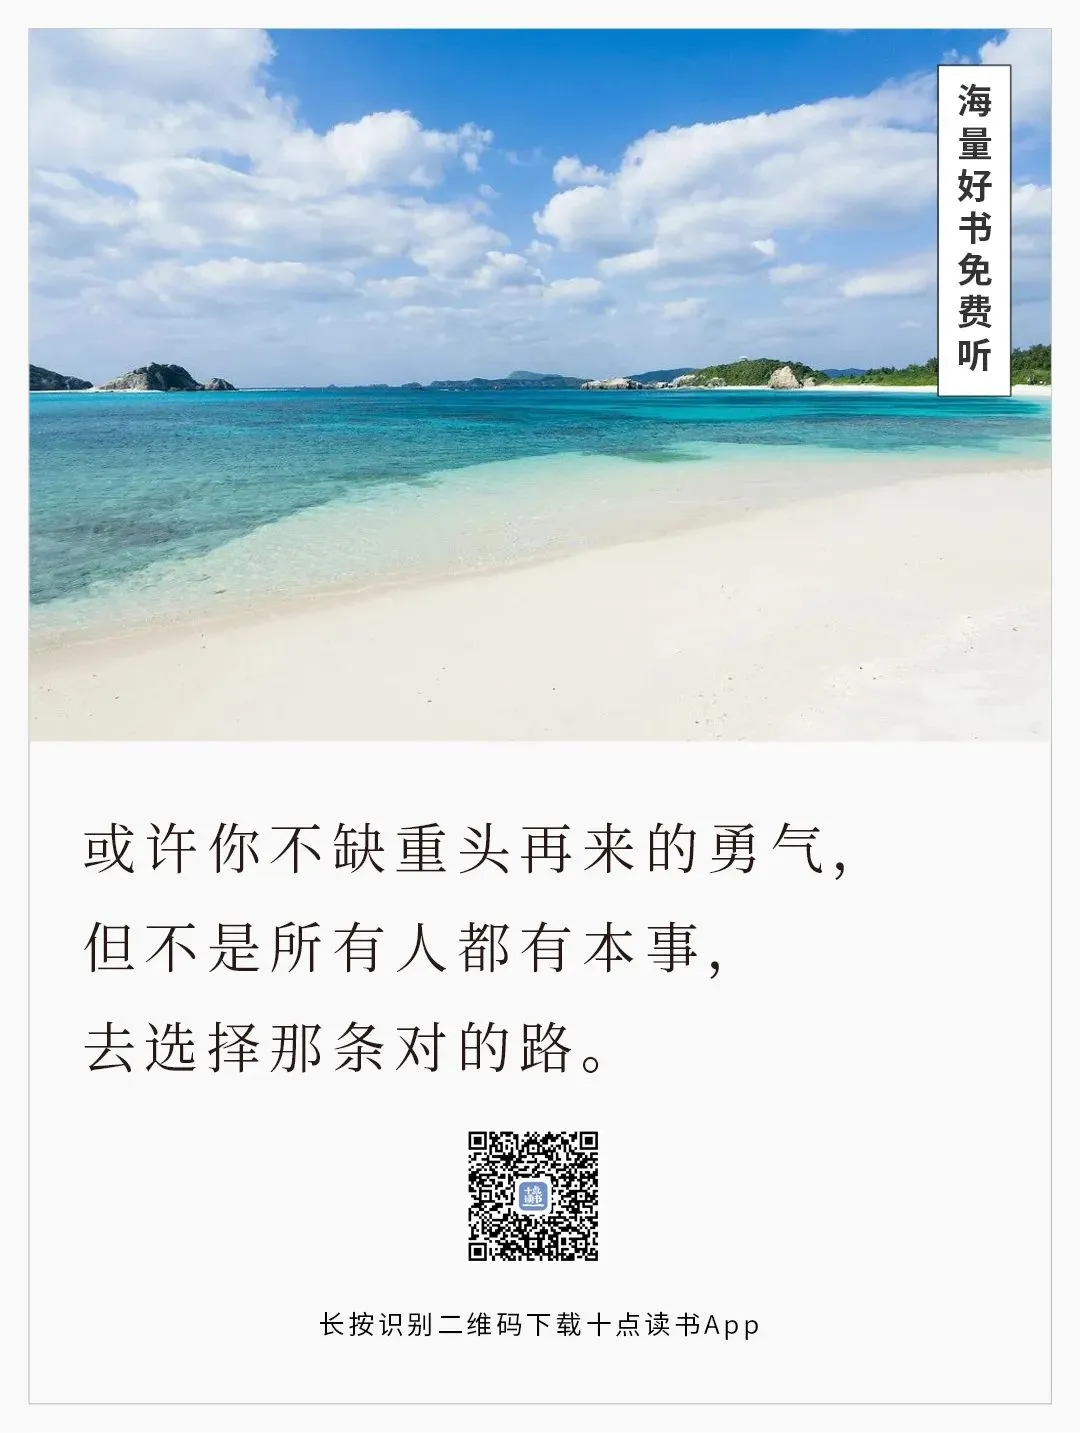 海量好书免费听
或许你不缺重头再来的勇气，
但不是所有人都有本事，
去选择那条对的路。
十点
读书
长按识别二维码下载十点读书App